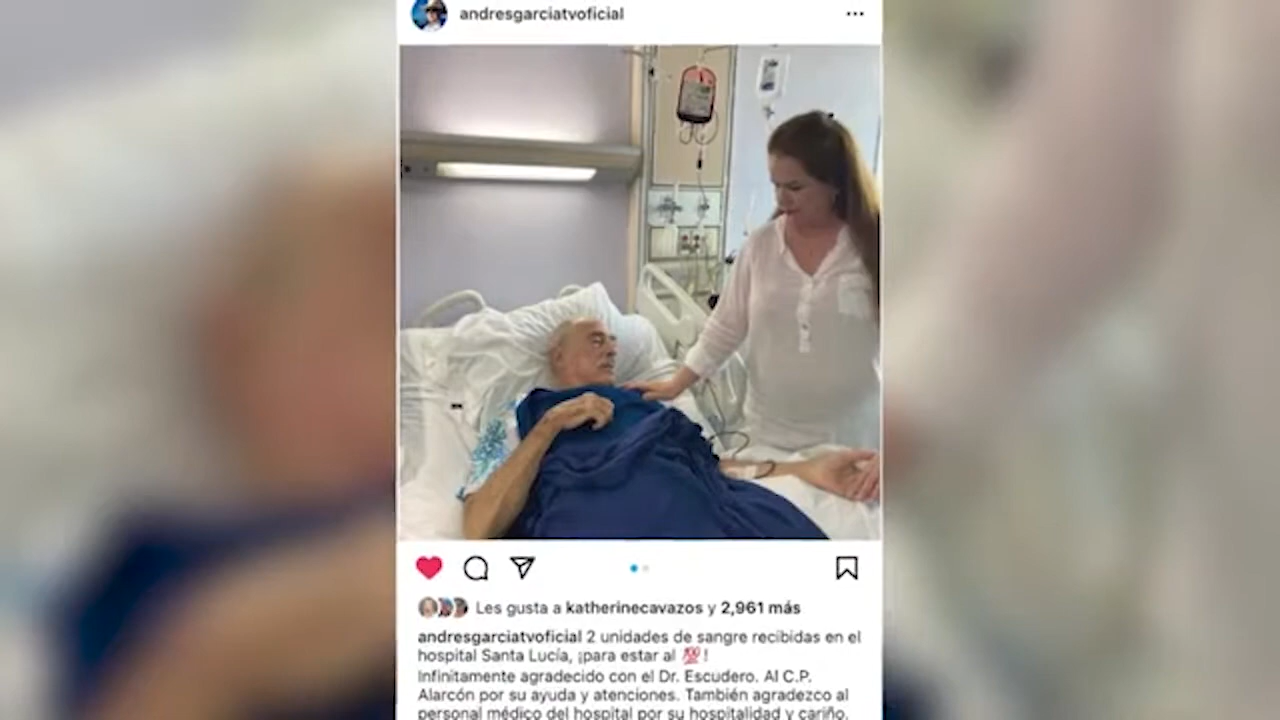 andresgarciatvoficial
Les gusta a katherinecavazos y 2,961 más
andresgarciatvoficial 2 unidades de sangre recibidas en el
hospital Santa Lucía, ¡para estar al 💯!
Infinitamente agradecido con el Dr. Escudero. Al C.P.
Alarcón por su ayuda y atenciones. También agradezco al
personal médico del hospital por su hospitalidad y cariño.